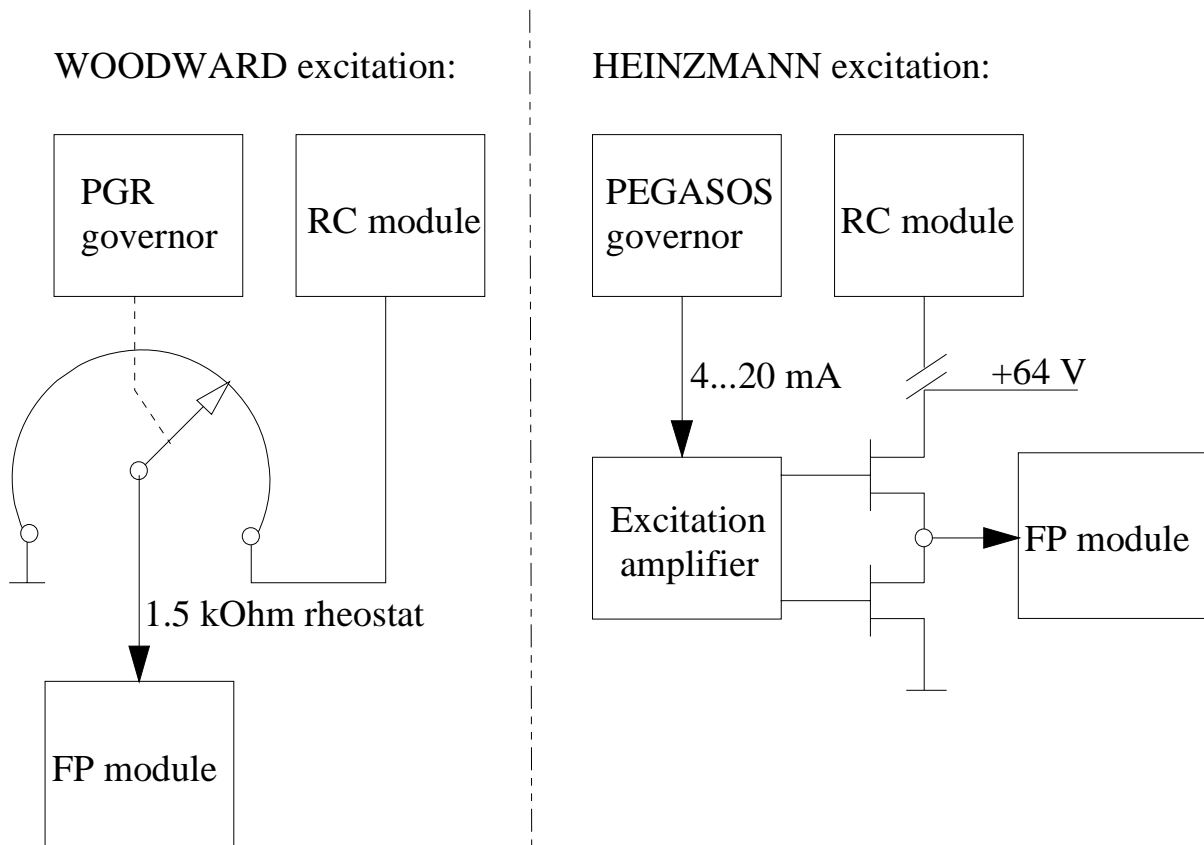 WOODWARD excitation:
PGR
governor
RC module
1.5 kOhm rheostat
FP module
HEINZMANN excitation:
PEGASOS
governor
RC module
4...20 mA
+64 V
Excitation
amplifier
FP module